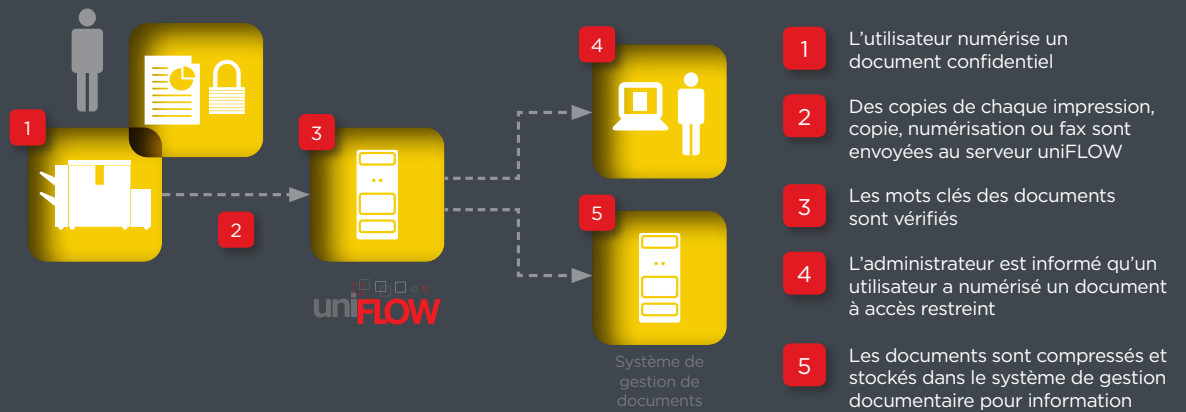 1
2
3
uniFLOW
4
5
Système de
gestion de
documents
1
L'utilisateur numérise un
document confidentiel
2
Des copies de chaque impression,
copie, numérisation ou fax sont
envoyées au serveur uniFLOW
3
Les mots clés des documents
sont vérifiés
4
L'administrateur est informé qu'un
utilisateur a numérisé un document
à accès restreint
5
Les documents sont compressés et
stockés dans le système de gestion
documentaire pour information